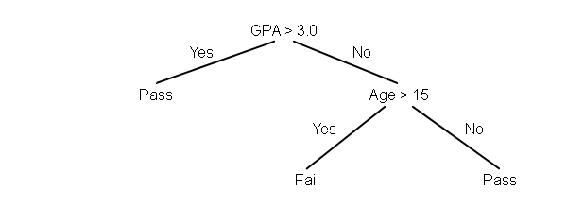 GPA > 3.0
Yes
No
Pass
Age > 15
Yes
No
Fai
Pass